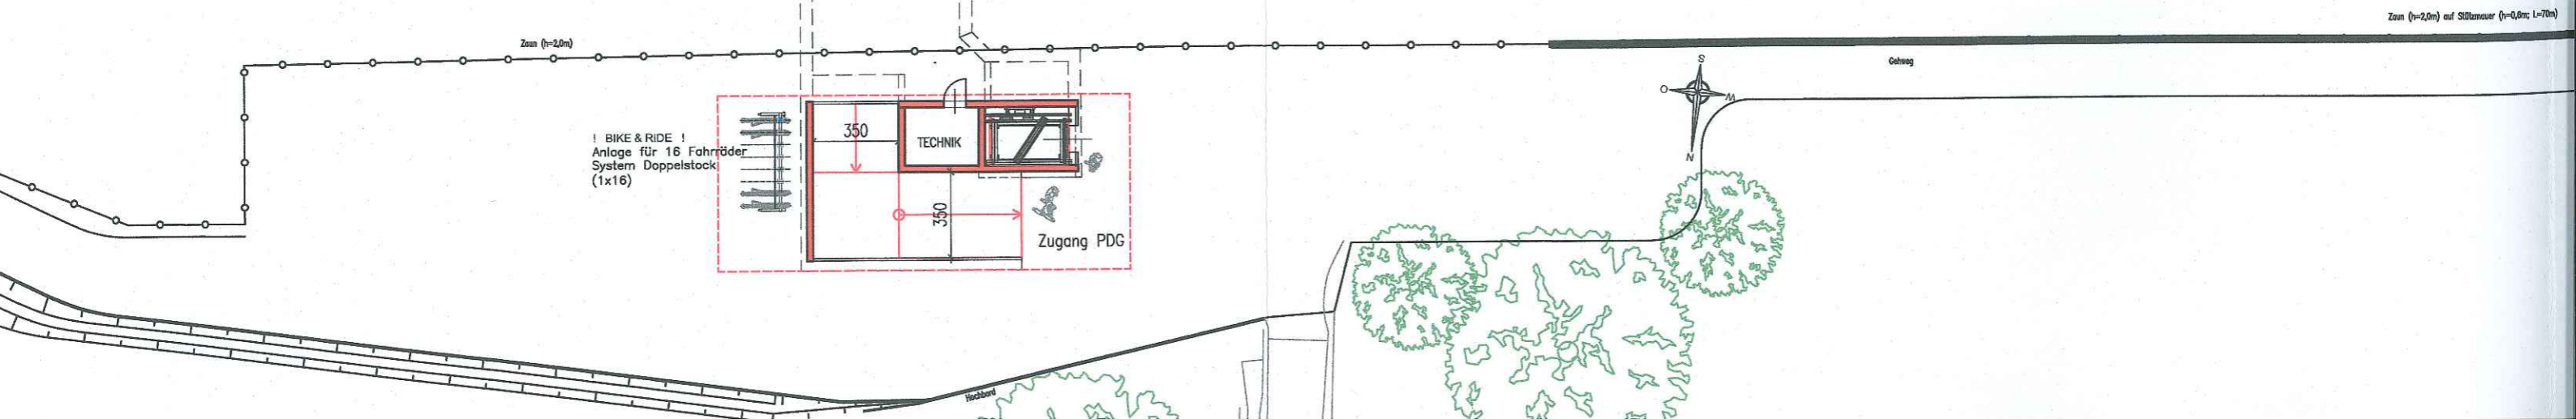 Zaun (h=2,0m) auf Stützmauer (h=0,6m; L=70m)
Zaun (h=2,0m)
Gehweg
S
O
W
N
! BIKE & RIDE !
Anlage für 16 Fahrräder
System Doppelstock
(1x16)
350
TECHNIK
350
Zugang PDG
Hochbord